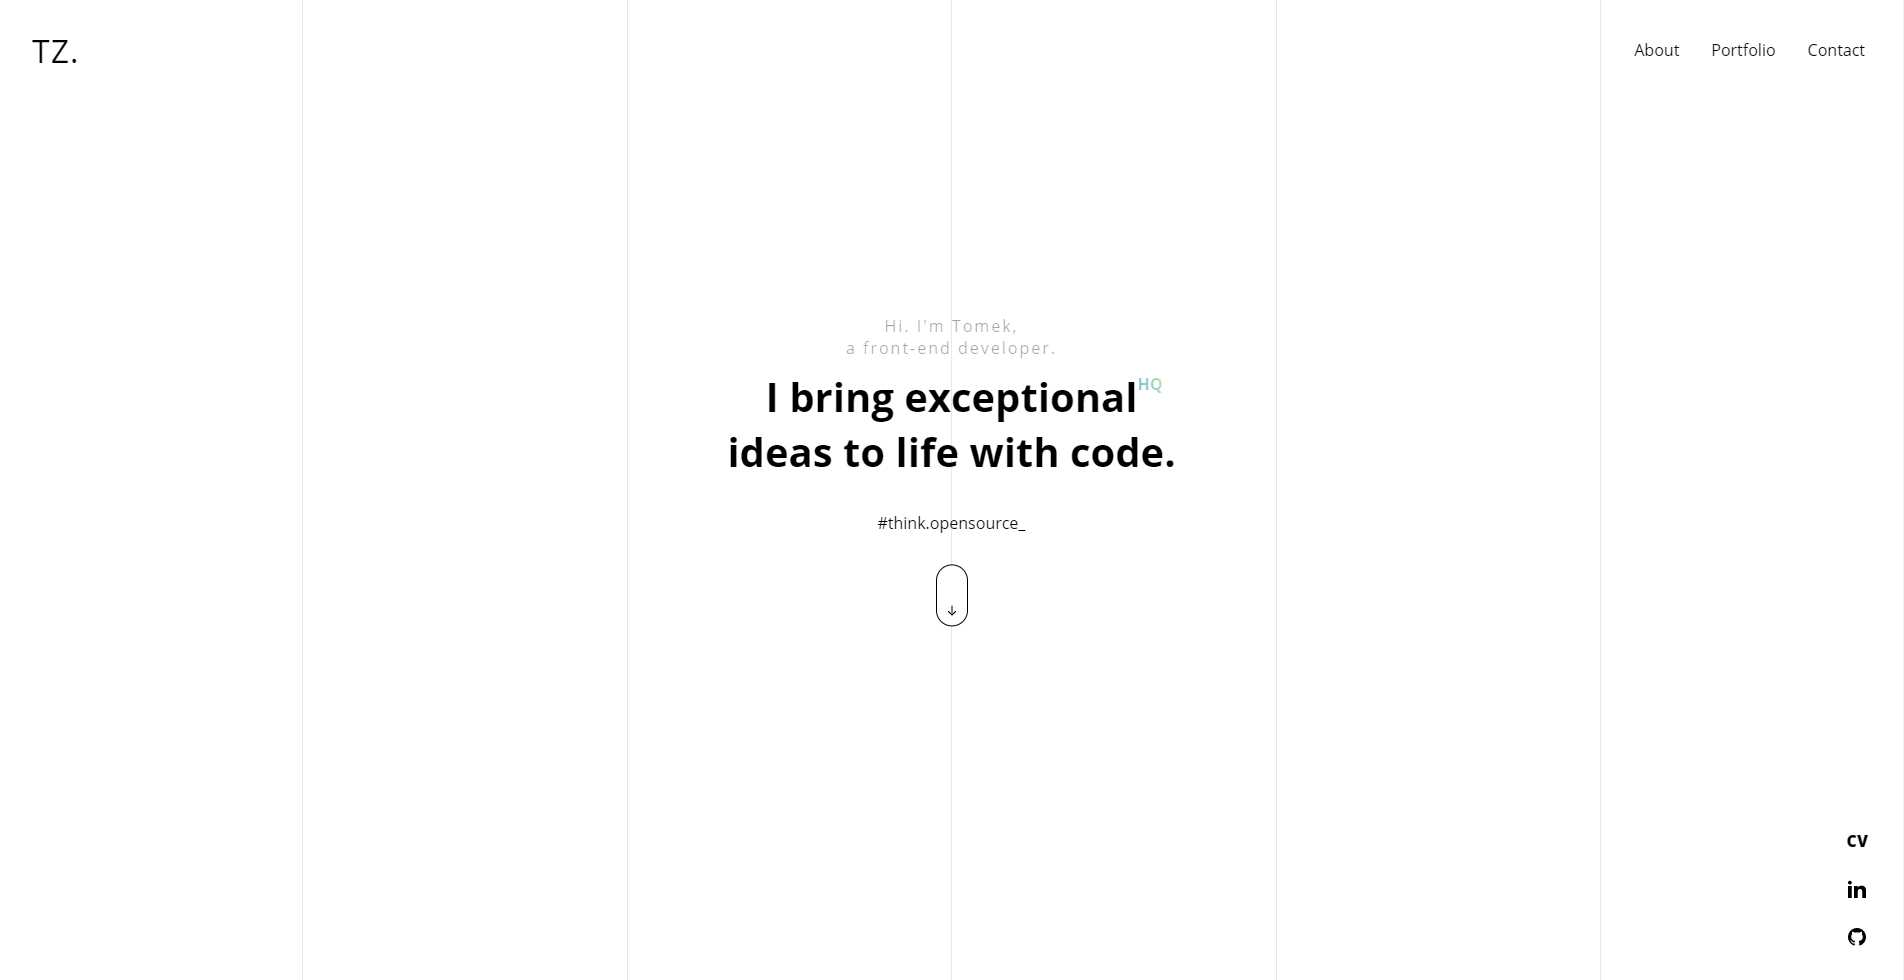 TZ.
About Portfolio Contact
Hi. I'm Tomek,
a front-end developer.
I bring exceptional HQ
ideas to life with code.
#think.opensource_
cv
in